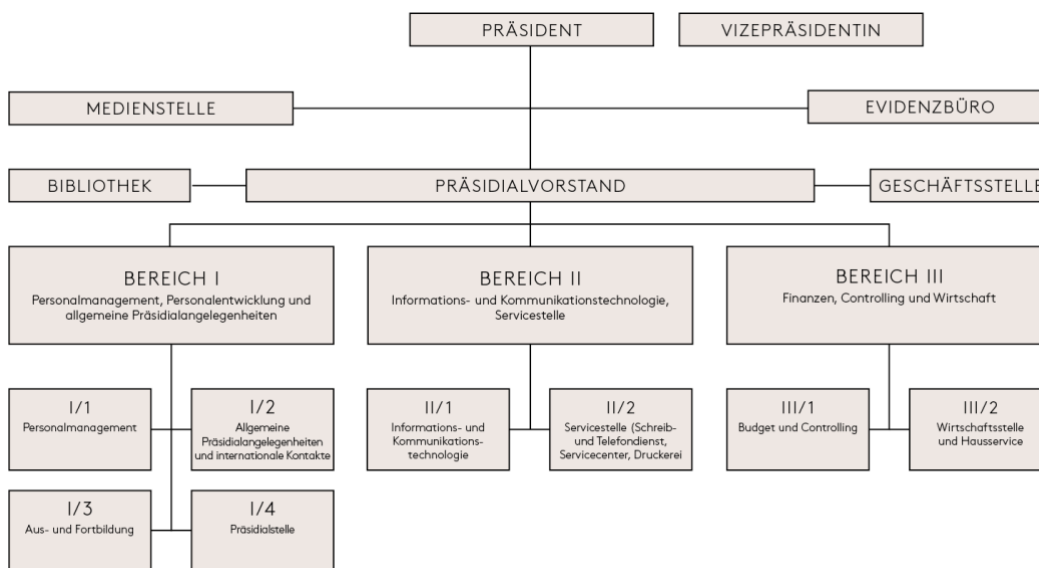 PRÄSIDENT
VIZEPRÄSIDENTIN
MEDIENSTELLE
EVIDENZBÜRO
BIBLIOTHEK
PRÄSIDIALVORSTAND
GESCHÄFTSSTELLE
BEREICH I
Personalmanagement, Personalentwicklung und
allgemeine Präsidialangelegenheiten
BEREICH II
Informations- und Kommunikationstechnologie,
Servicestelle
BEREICH III
Finanzen, Controlling und Wirtschaft
I/1
Personalmanagement
I/2
Allgemeine
Präsidialangelegenheiten
und internationale Kontakte
II/1
Informations- und
Kommunikations-
technologie
II/2
Servicestelle (Schreib-
und Telefondienst,
Servicecenter, Druckerei
III/1
Budget und Controlling
III/2
Wirtschaftsstelle
und Hausservice
I/3
Aus- und Fortbildung
I/4
Präsidialstelle